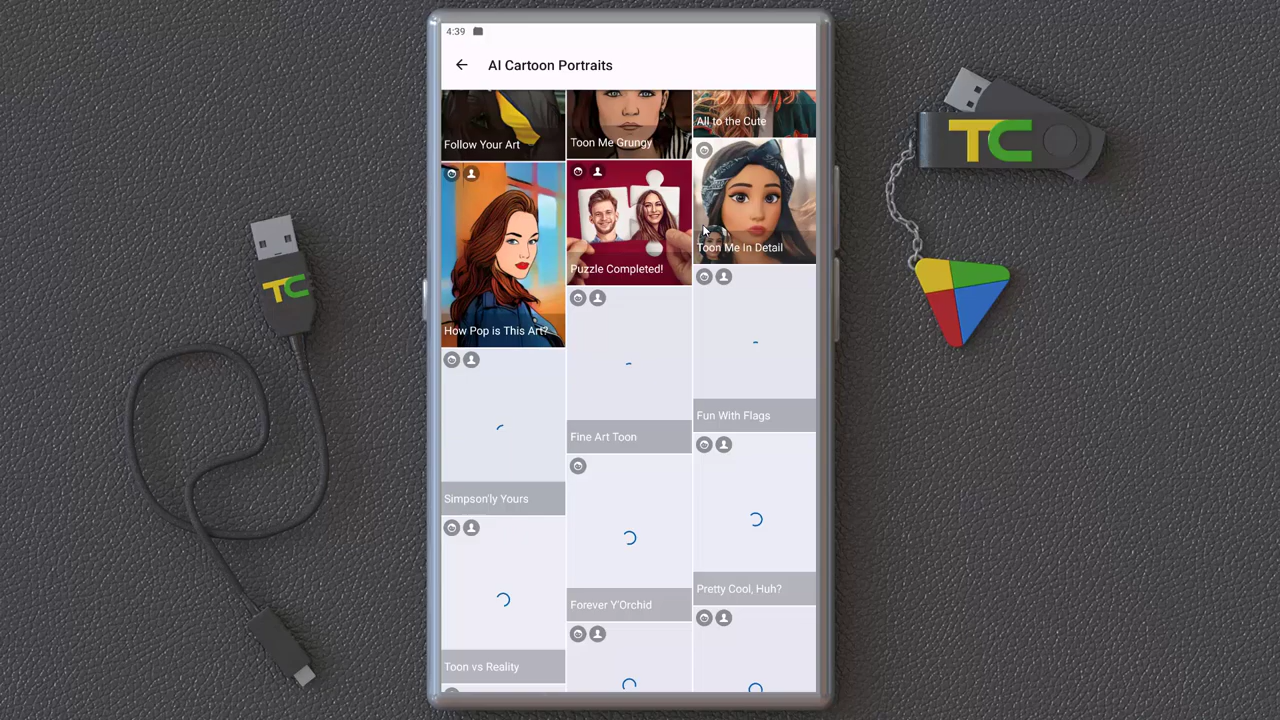 4:39
AI Cartoon Portraits
Follow Your Art
Toon Me Grungy
All to the Cute
How Pop is This Art?
Puzzle Completed!
Toon Me In Detail
Simpson'ly Yours
Fine Art Toon
Fun With Flags
Toon vs Reality
Forever Y'Orchid
Pretty Cool, Huh?
TC
TC